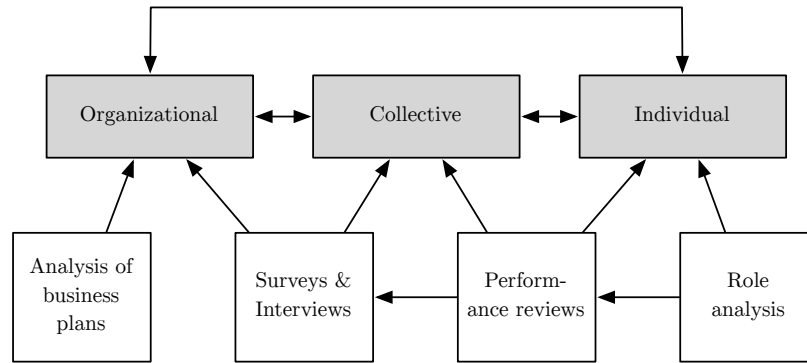 Organizational
Collective
Individual
Analysis of
business
plans
Surveys &
Interviews
Perform-
ance reviews
Role
analysis